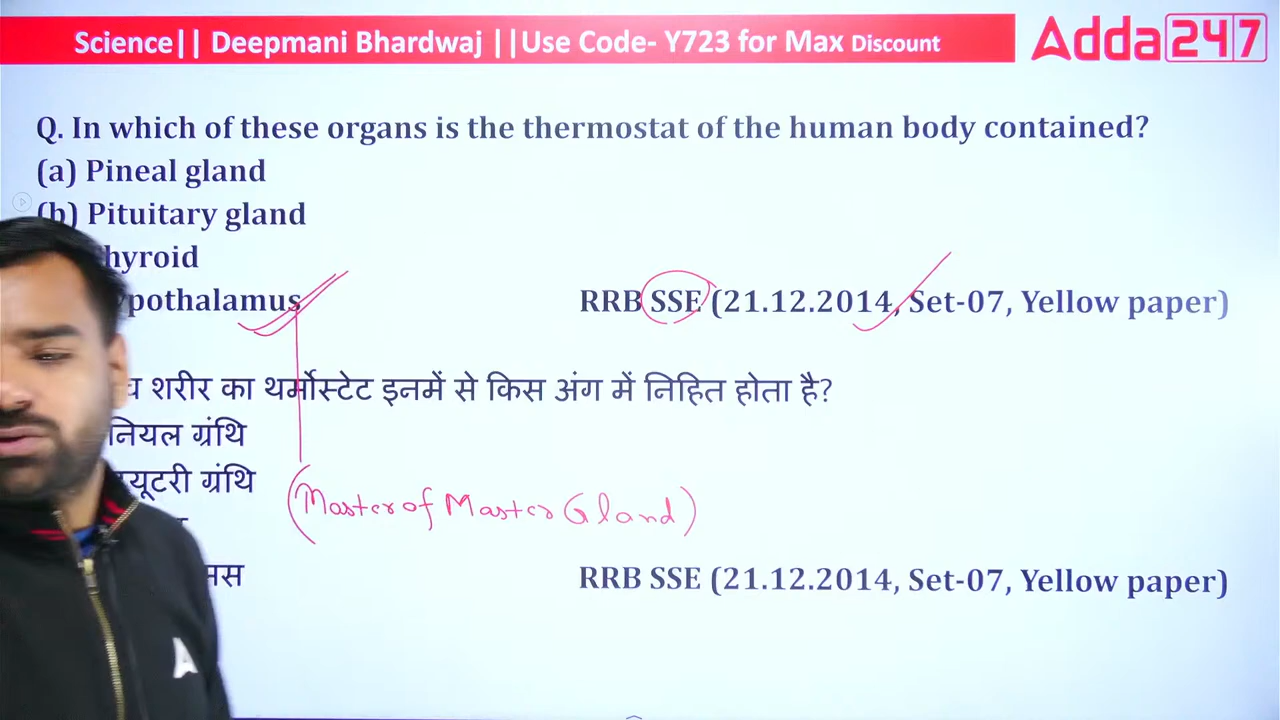 Science|| Deepmani Bhardwaj ||Use Code- Y723 for Max Discount
Adda247
Q. In which of these organs is the thermostat of the human body contained?
(a) Pineal gland
(b) Pituitary gland
hyroid
ypothalamus
RRB SSE (21.12.2014, Set-07, Yellow paper)
शरीर का थर्मोस्टेट इनमें से किस अंग में निहित होता है?
नियल ग्रंथि
यूटरी ग्रंथि
(Master of Master Gland)
मस
RRB SSE (21.12.2014, Set-07, Yellow paper)